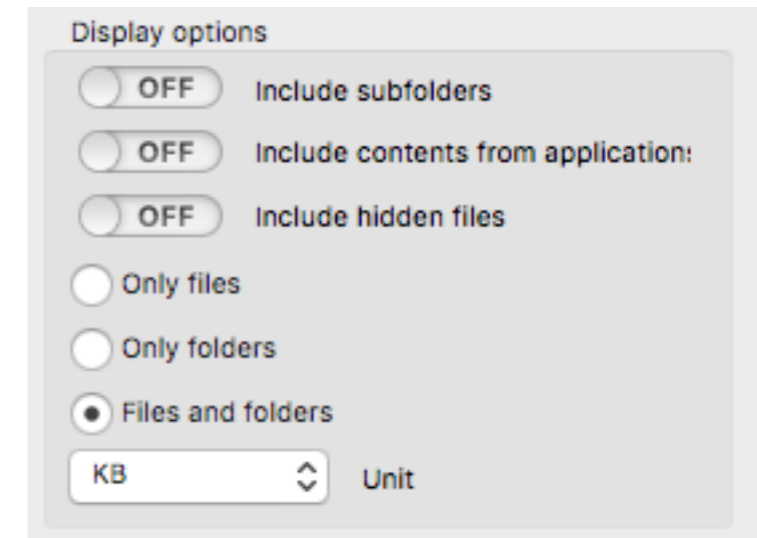 Display options
OFF Include subfolders
OFF Include contents from application
OFF Include hidden files
Only files
Only folders
Files and folders
KB Unit